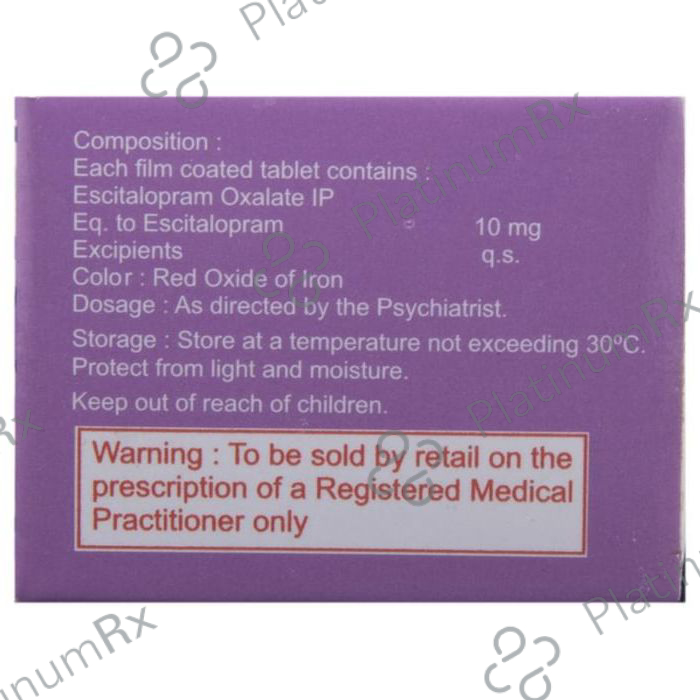 PlatinumRx
Composition :
Each film coated tablet contains :
Escitalopram Oxalate IP
Eq. to Escitalopram 10 mg
Excipients q.s.
Color : Red Oxide of Iron
Dosage : As directed by the Psychiatrist.
Storage : Store at a temperature not exceeding 30ºC.
Protect from light and moisture.
Keep out of reach of children.
Warning : To be sold by retail on the
prescription of a Registered Medical
Practitioner only
PlatinumRx